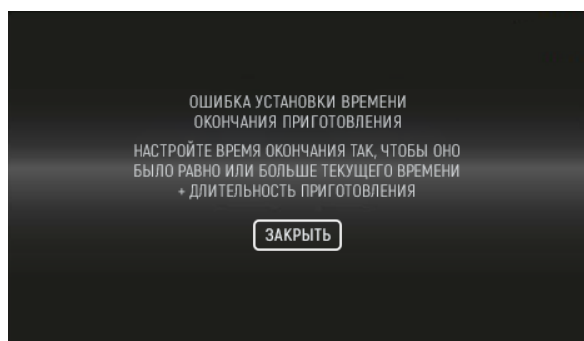 ОШИБКА УСТАНОВКИ ВРЕМЕНИ
ОКОНЧАНИЯ ПРИГОТОВЛЕНИЯ
НАСТРОЙТЕ ВРЕМЯ ОКОНЧАНИЯ ТАК, ЧТОБЫ ОНО
БЫЛО РАВНО ИЛИ БОЛЬШЕ ТЕКУЩЕГО ВРЕМЕНИ
+ ДЛИТЕЛЬНОСТЬ ПРИГОТОВЛЕНИЯ
ЗАКРЫТЬ